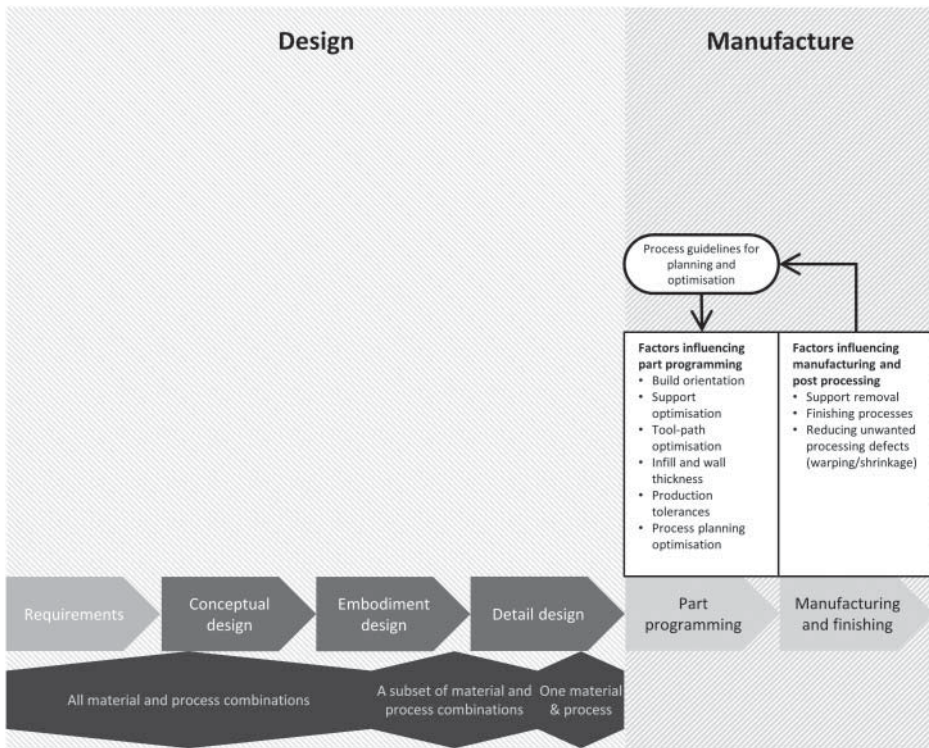 Design
Manufacture
Process guidelines for
planning and
optimisation
Factors influencing
part programming
• Build orientation
• Support
optimisation
• Tool-path
optimisation
• Infill and wall
thickness
• Production
tolerances
• Process planning
optimisation
Factors influencing
manufacturing and
post processing
• Support removal
• Finishing processes
• Reducing unwanted
processing defects
(warping/shrinkage)
Requirements
Conceptual
design
Embodiment
design
Detail design
Part
programming
Manufacturing
and finishing
All material and process combinations
A subset of material and
process combinations
One material
& process